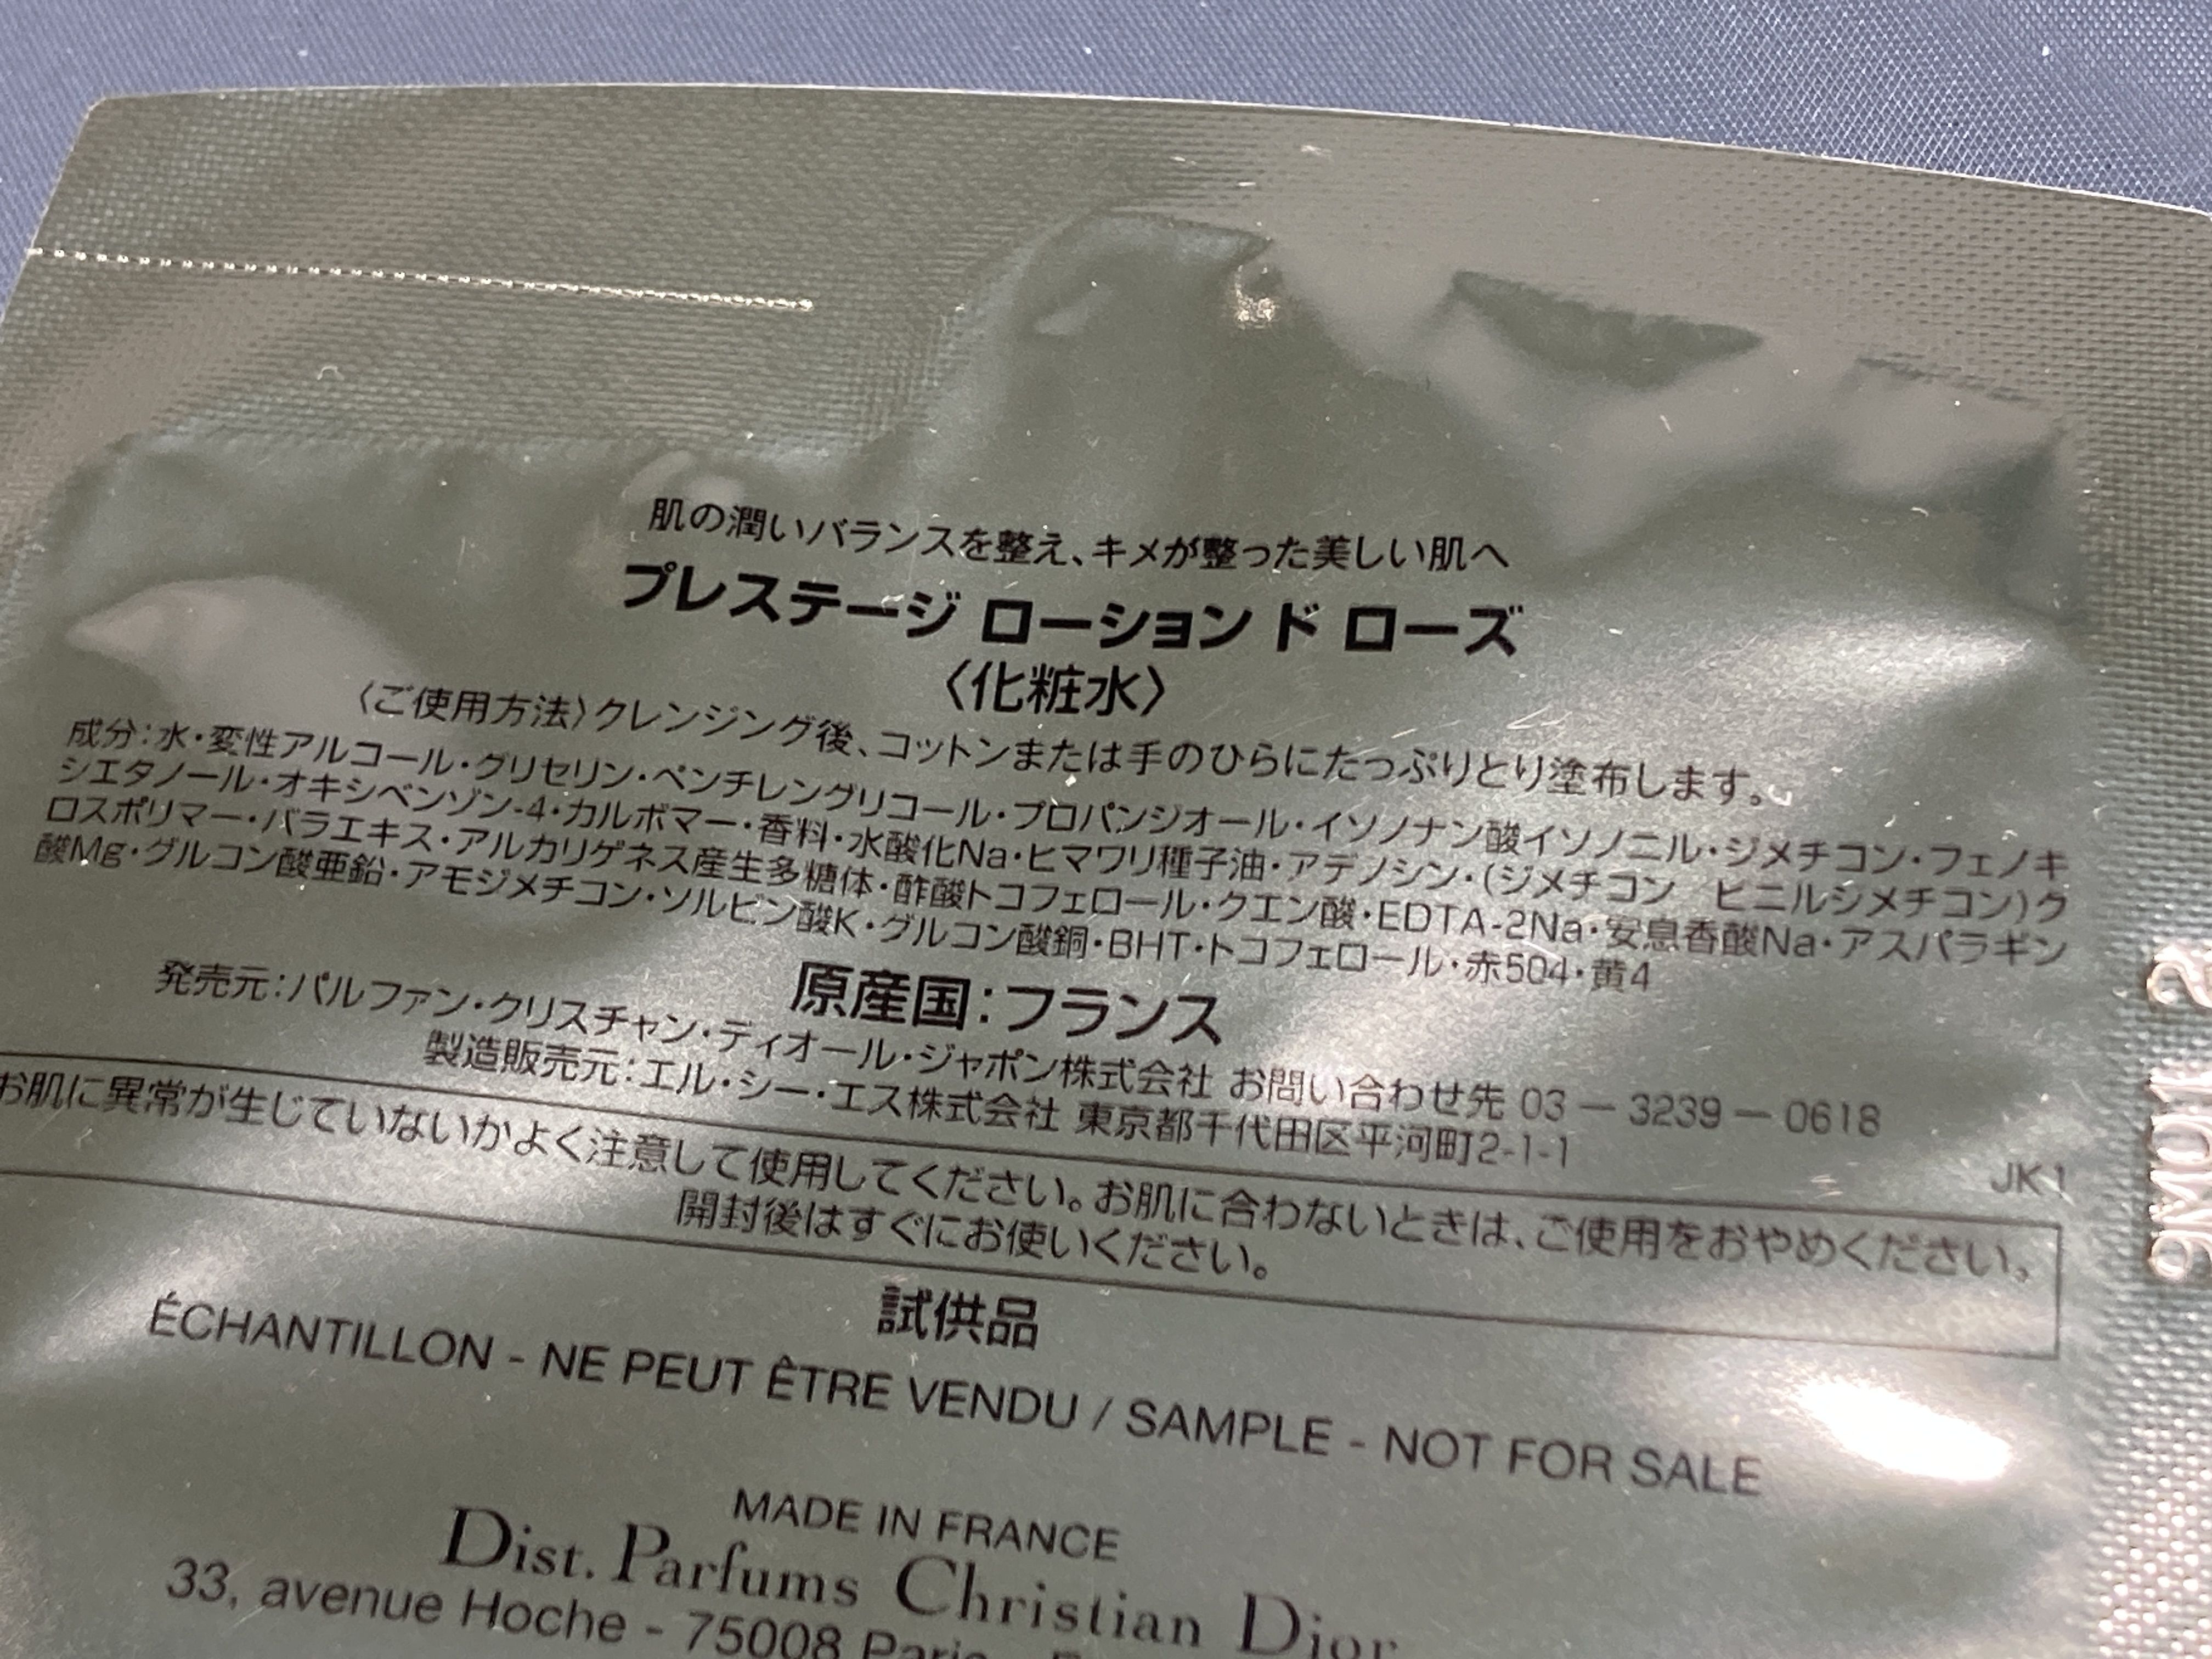 肌の潤いバランスを整え、キメが整った美しい肌へ
プレステージ ローション ド ローズ
〈化粧水〉
〈ご使用方法〉クレンジング後、コットンまたは手のひらにたっぷりとり塗布します。
成分：水・変性アルコール・グリセリン・ペンチレングリコール・プロパンジオール・イソノナン酸イソノニル・ジメチコン・フェノキ
シエタノール・オキシベンゾン-4・カルボマー・香料・水酸化Na・ヒマワリ種子油・アデノシン・(ジメチコン　ビニルジメチコン)ク
ロスポリマー・バラエキス・アルカリゲネス産生多糖体・酢酸トコフェロール・クエン酸・EDTA-2Na・安息香酸Na・アスパラギン
酸Mg・グルコン酸亜鉛・アモジメチコン・ソルビン酸K・グルコン酸銅・BHT・トコフェロール・赤504・黄4
原産国：フランス
発売元：パルファン・クリスチャン・ディオール・ジャポン株式会社 お問い合わせ先 03 － 3239 － 0618
製造販売元：エル・シー・エス株式会社 東京都千代田区平河町2-1-1
JK1
お肌に異常が生じていないかよく注意して使用してください。お肌に合わないときは、ご使用をおやめください。
開封後はすぐにお使いください。
試供品
ÉCHANTILLON - NE PEUT ÊTRE VENDU / SAMPLE - NOT FOR SALE
MADE IN FRANCE
Dist. Parfums Christian Dior
33, avenue Hoche - 75008 Paris